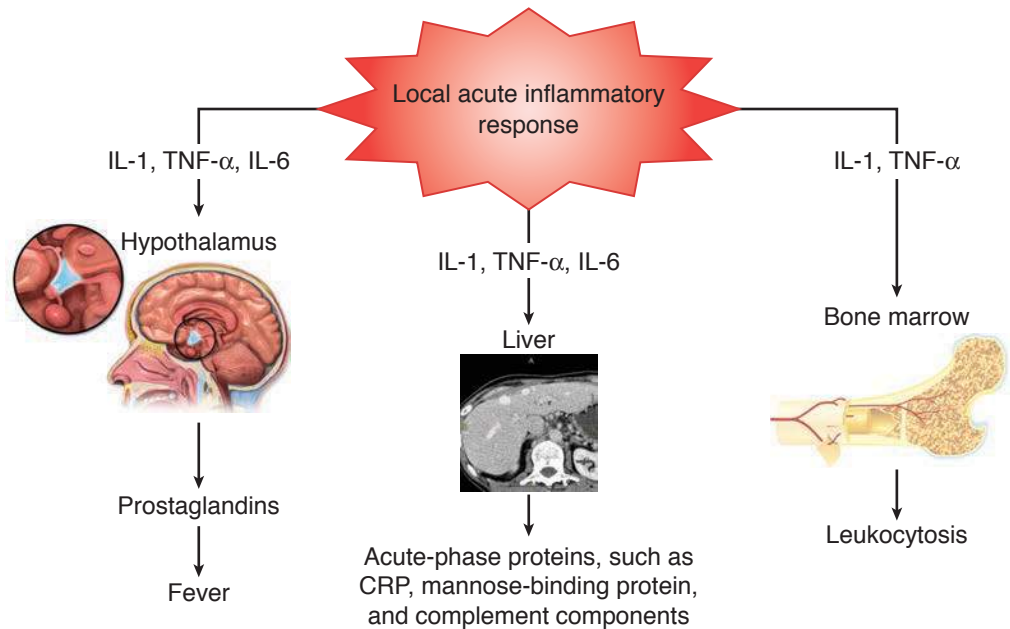 Local acute inflammatory
response
IL-1, TNF-α, IL-6
Hypothalamus
Prostaglandins
Fever
IL-1, TNF-α, IL-6
Liver
A
Acute-phase proteins, such as
CRP, mannose-binding protein,
and complement components
IL-1, TNF-α
Bone marrow
Leukocytosis